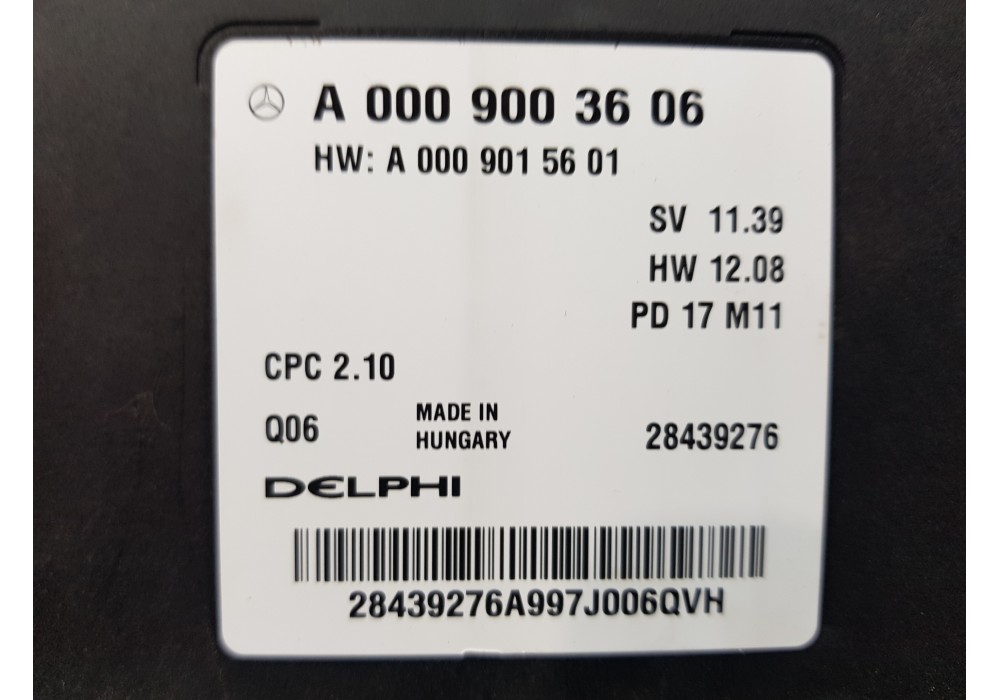 A 000 900 36 06
HW: A 000 901 56 01
SV 11.39
HW 12.08
PD 17 M11
CPC 2.10
Q06
MADE IN
HUNGARY
28439276
DELPHI
28439276A997J006QVH